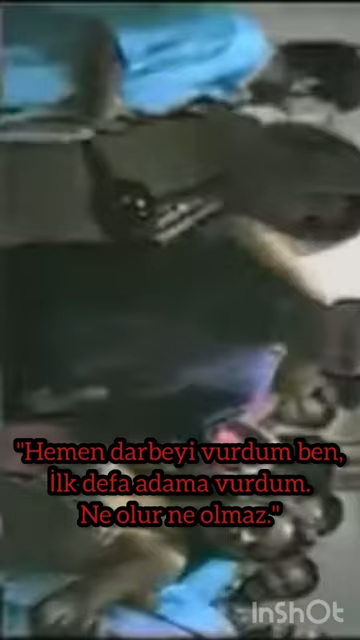 "Hemen darbeyi vurdum ben,
İlk defa adama vurdum.
Ne olur ne olmaz."
InShOt